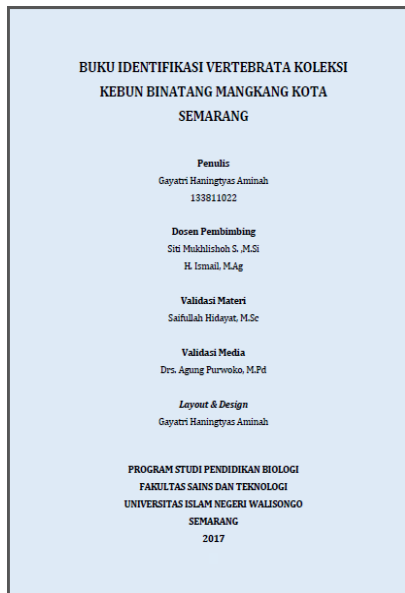 BUKU IDENTIFIKASI VERTEBRATA KOLEKSI
KEBUN BINATANG MANGKANG KOTA
SEMARANG
Penulis
Gayatri Haningtyas Aminah
133811022
Dosen Pembimbing
Siti Mukhlishoh S. ,M.Si
H. Ismail, M.Ag
Validasi Materi
Saifullah Hidayat, M.Sc
Validasi Media
Drs. Agung Purwoko, M.Pd
Layout & Design
Gayatri Haningtyas Aminah
PROGRAM STUDI PENDIDIKAN BIOLOGI
FAKULTAS SAINS DAN TEKNOLOGI
UNIVERSITAS ISLAM NEGERI WALISONGO
SEMARANG
2017